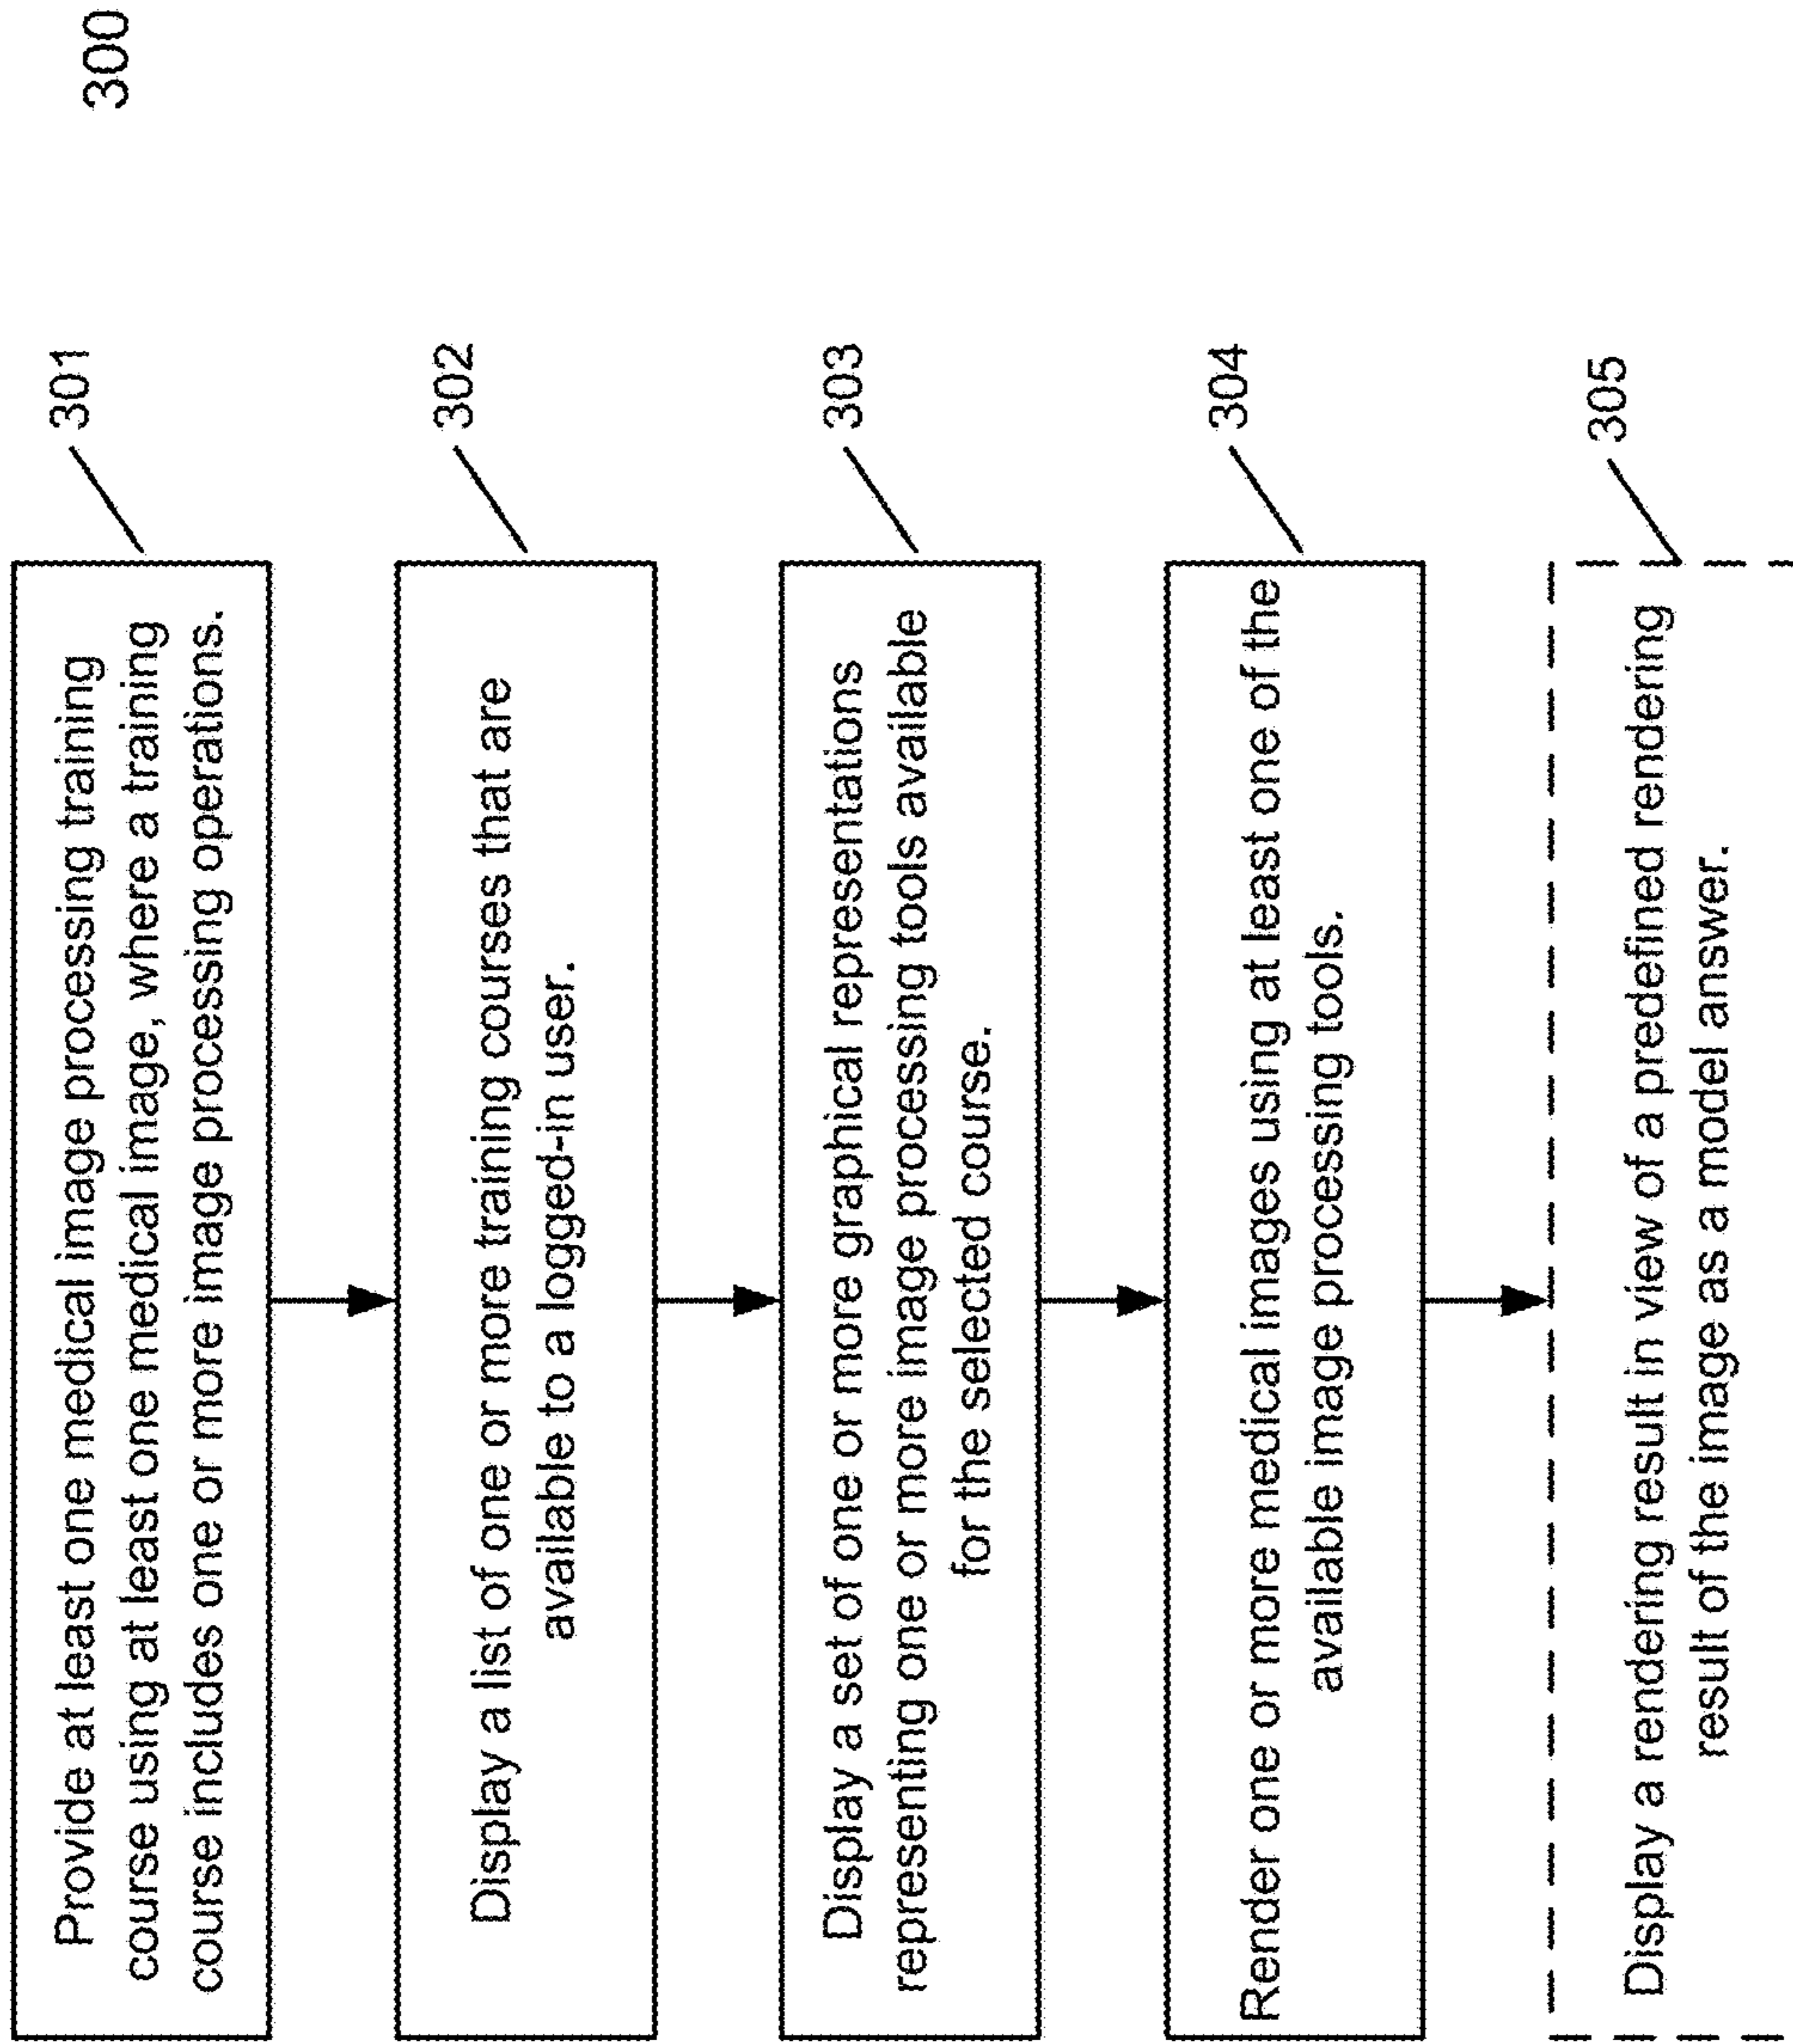 300
301
Provide at least one medical image processing training
course using at least one medical image, where a training
course includes one or more image processing operations.
302
Display a list of one or more training courses that are
available to a logged-in user.
303
Display a set of one or more graphical representations
representing one or more image processing tools available
for the selected course.
304
Render one or more medical images using at least one of the
available image processing tools.
305
Display a rendering result in view of a predefined rendering
result of the image as a model answer.